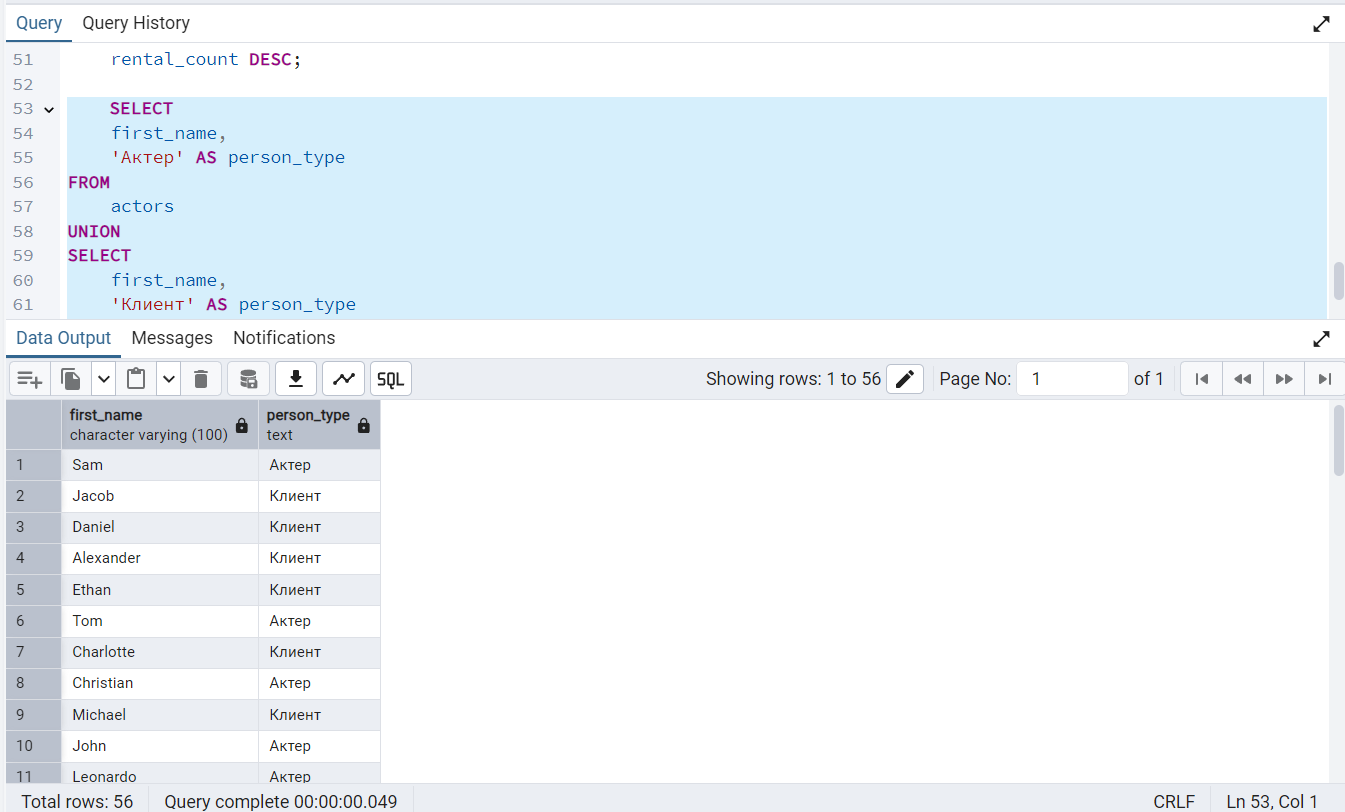 Query Query History
51 rental_count DESC;
52
53 SELECT
54 first_name,
55 'Актер' AS person_type
56 FROM
57 actors
58 UNION
59 SELECT
60 first_name,
61 'Клиент' AS person_type
Data Output Messages Notifications
SQL Showing rows: 1 to 56 Page No: 1 of 1
first_name person_type
character varying (100) text
1 Sam Актер
2 Jacob Клиент
3 Daniel Клиент
4 Alexander Клиент
5 Ethan Клиент
6 Tom Актер
7 Charlotte Клиент
8 Christian Актер
9 Michael Клиент
10 John Актер
11 Leonardo Актер
Total rows: 56 Query complete 00:00:00.049 CRLF Ln 53, Col 1